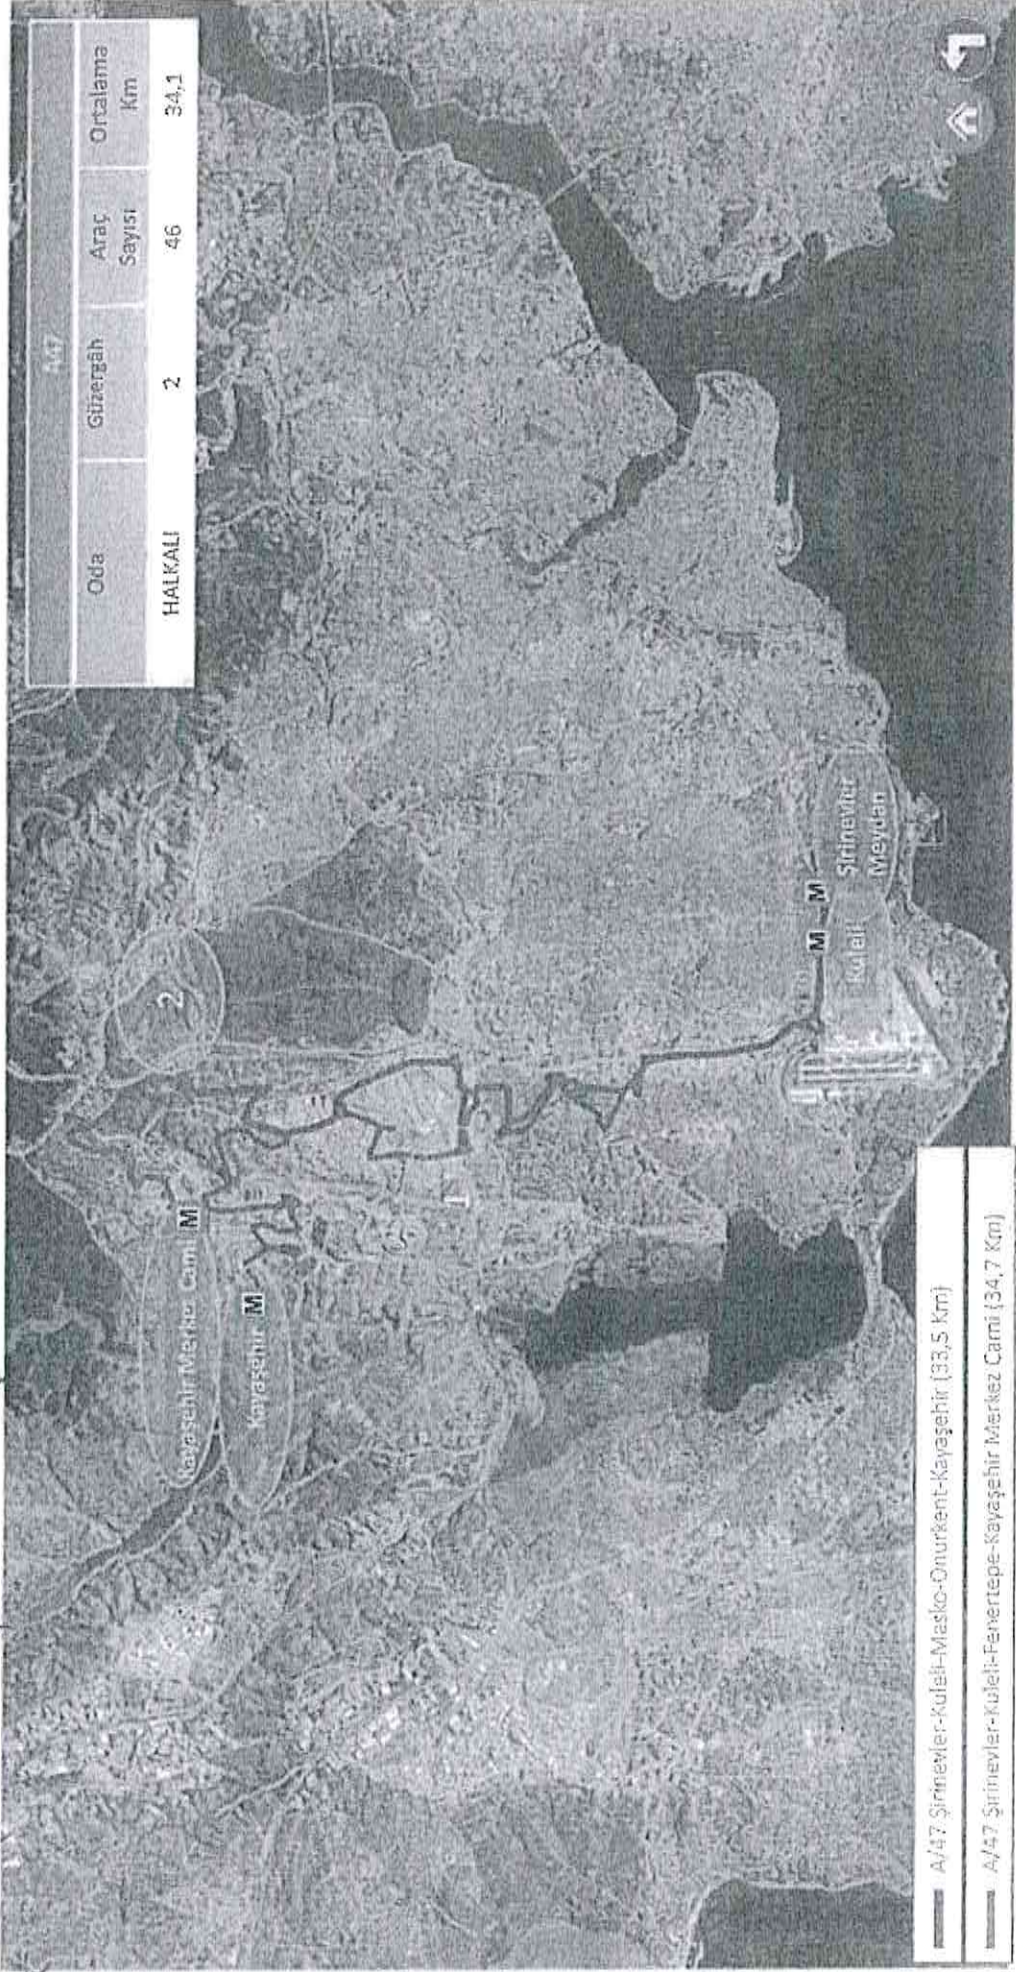 A47
Oda Güzergâh Araç Sayısı Ortalama Km
HALKALI 2 46 34,1
2
Kayaşehir Merkez Cami M
Kayaşehir M
1
M M
Kuleli
Şirinevler
Meydan
A/47 Şirinevler-Kuleli-Masko-Onurkent-Kayaşehir (33,5 Km)
A/47 Şirinevler-Kuleli-Fenertepe-Kayaşehir Merkez Cami (34,7 Km)